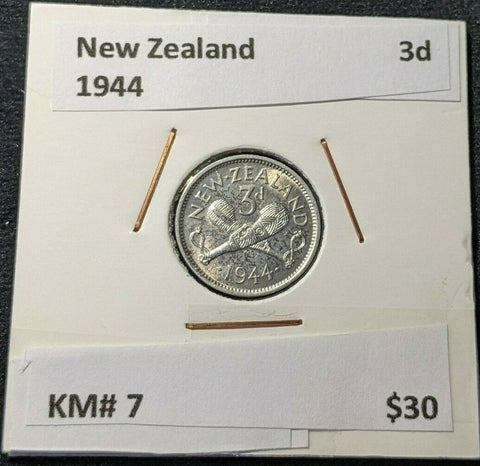 New Zealand 3d
1944
NEW·ZEALAND
3d
·1944·
KM# 7 $30